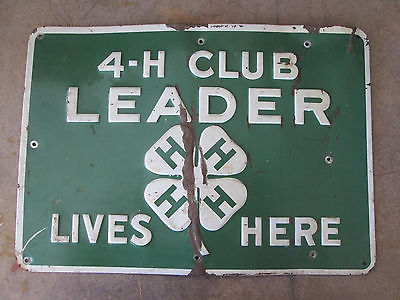 4-H CLUB
LEADER
H H
H H
LIVES HERE